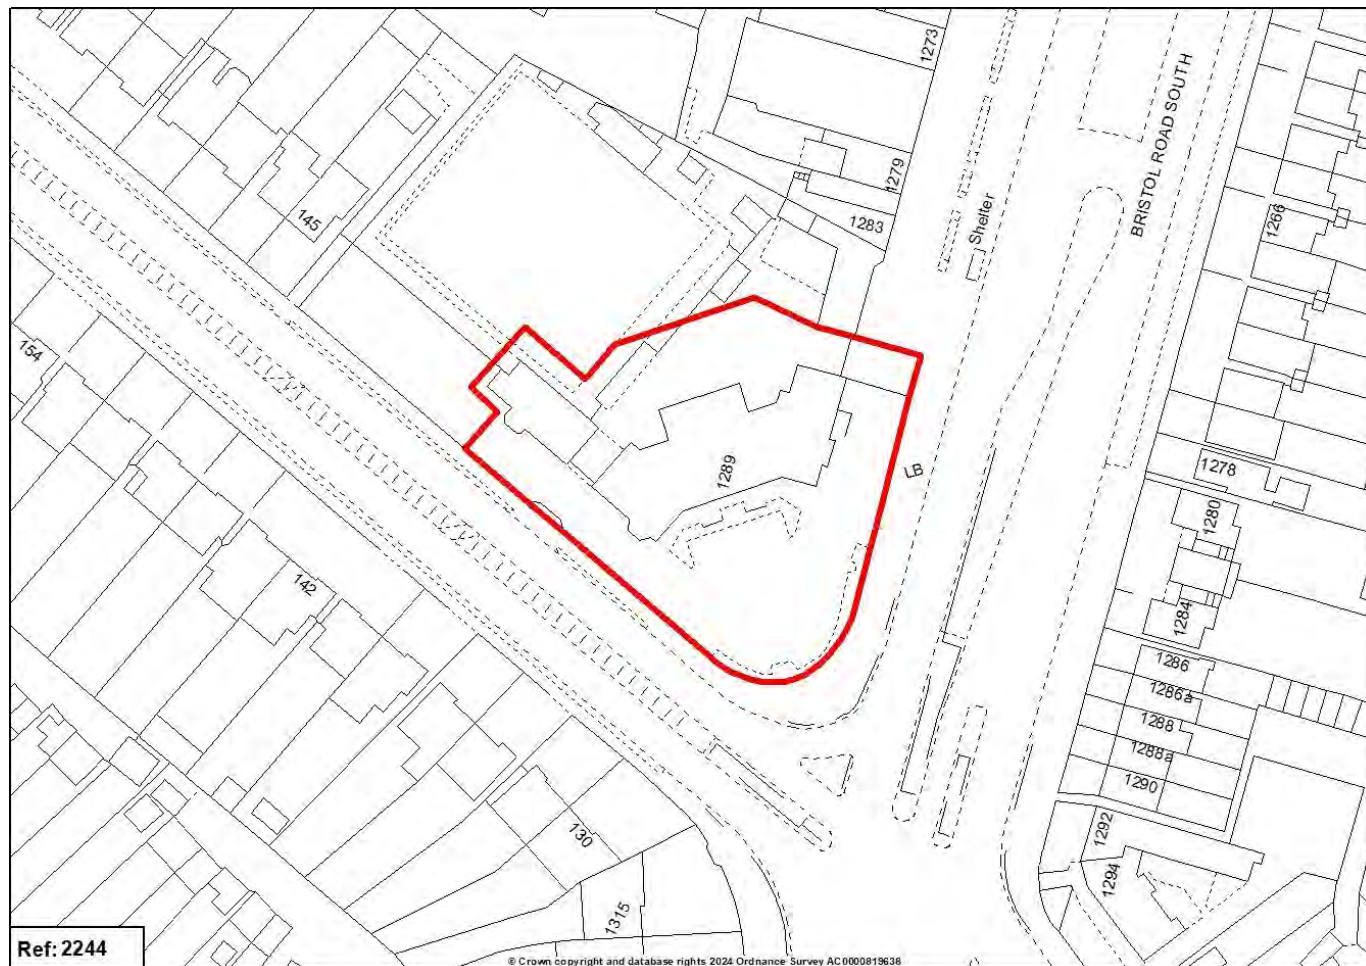 1273
BRISTOL ROAD SOUTH
1279
145
1283
Shelter
1266
154
1289
LB
1278
1280
142
1284
1286
1286a
1288
1288a
1290
130
1292
1294
1315
Ref: 2244
© Crown copyright and database rights 2024 Ordnance Survey AC0000819636